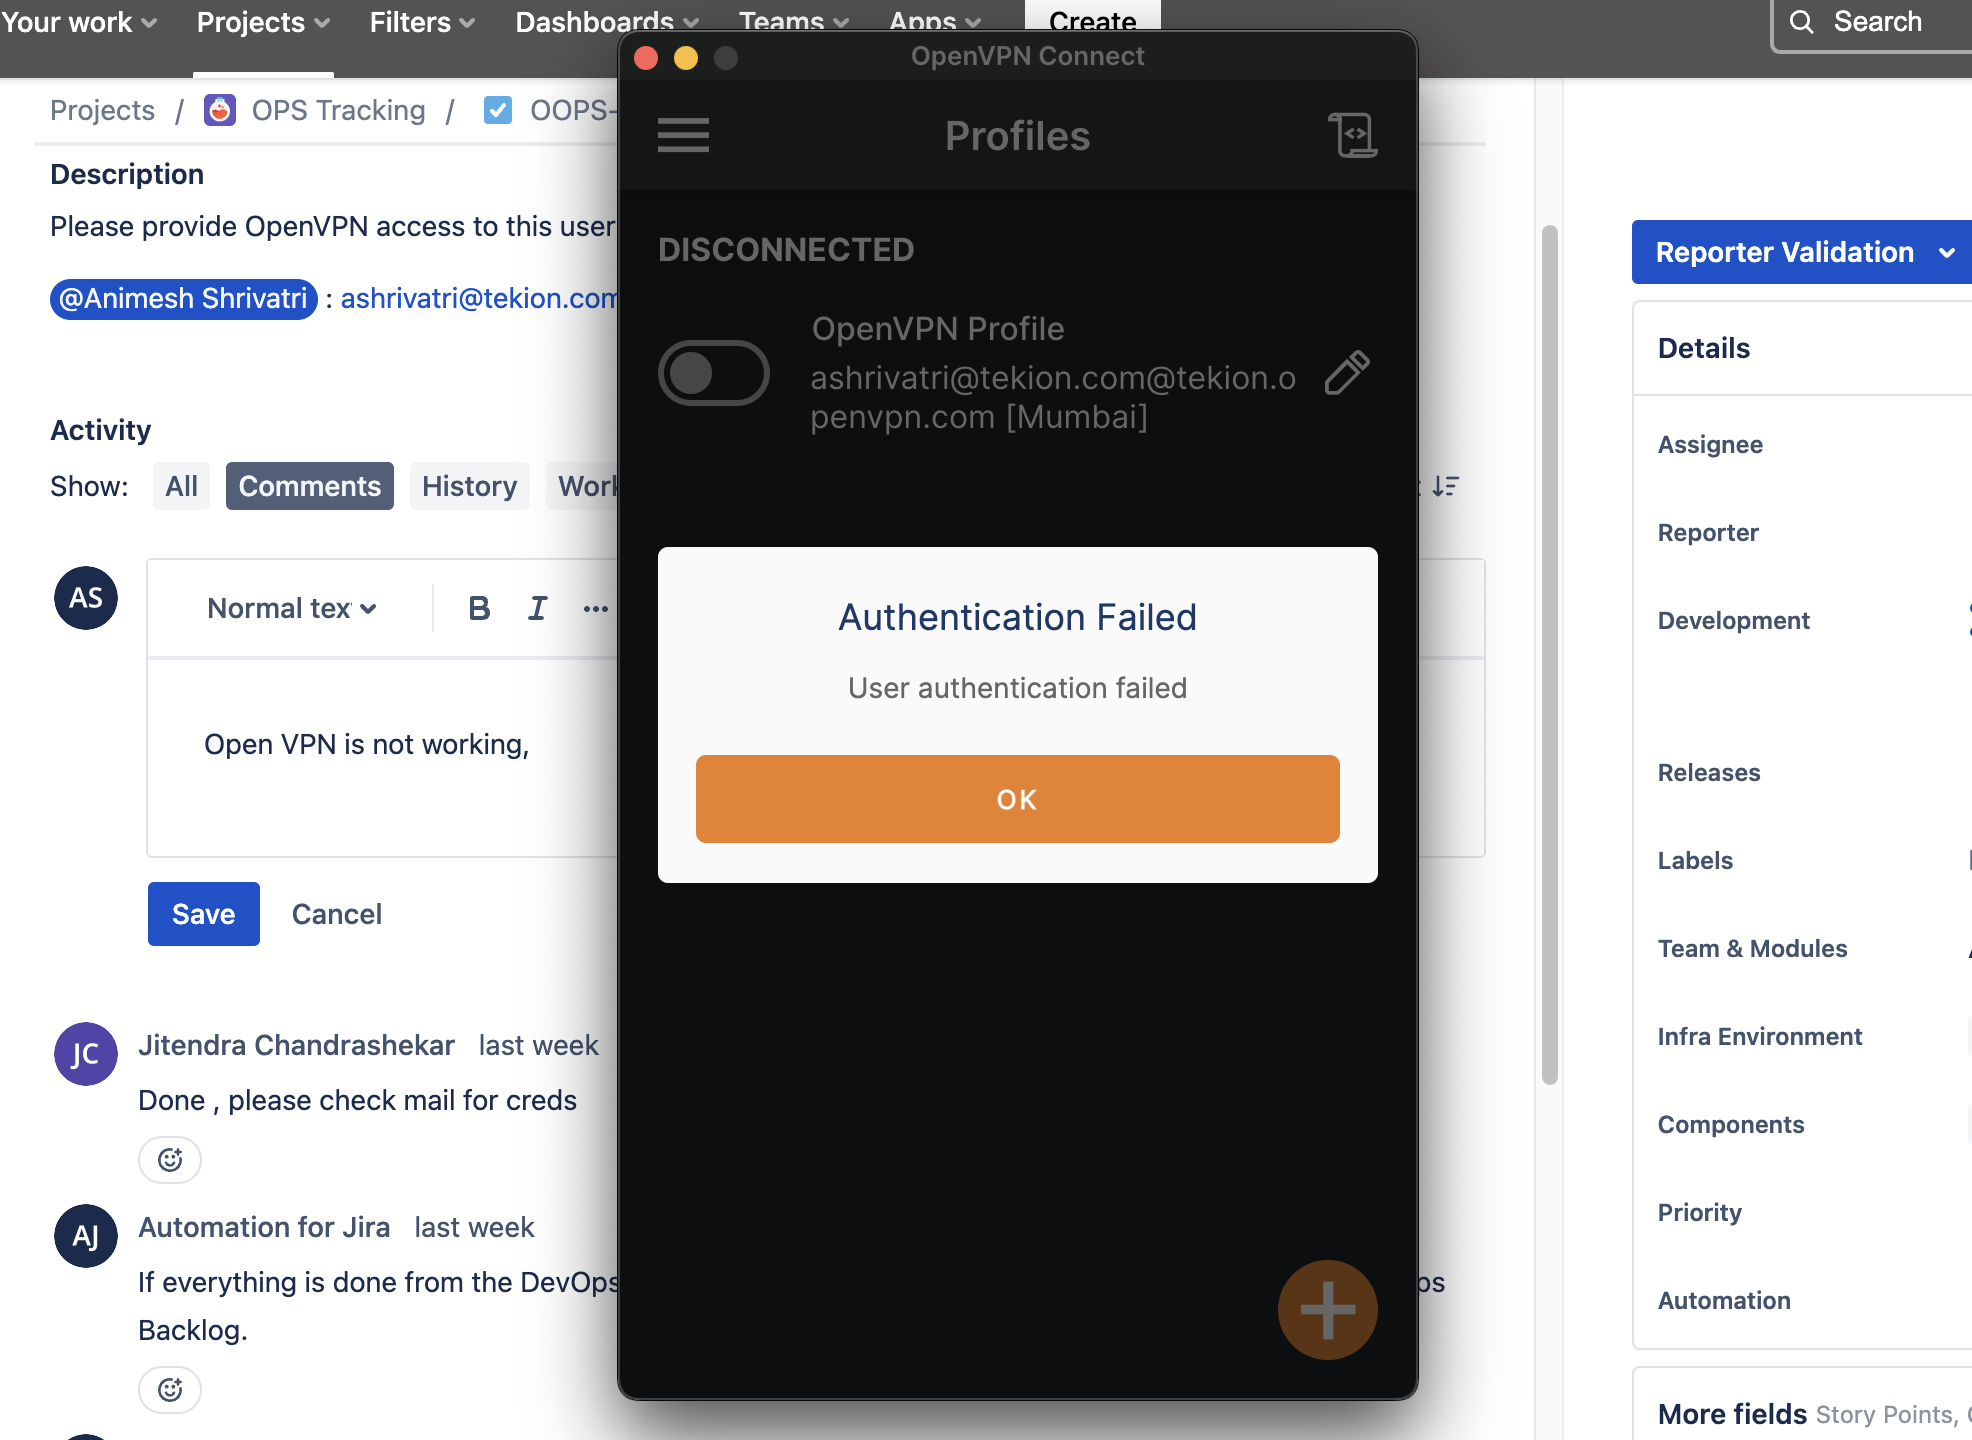 Your work
Projects
Filters
Dashboards
Teams
Apps
Create
Search
OpenVPN Connect
Projects / OPS Tracking / OOPS-
Profiles
Description
Please provide OpenVPN access to this user
@Animesh Shrivatri : ashrivatri@tekion.com
DISCONNECTED
OpenVPN Profile
ashrivatri@tekion.com@tekion.o
penvpn.com [Mumbai]
Activity
Show: All Comments History Work
AS
Normal tex
B I
Open VPN is not working,
Save
Cancel
Authentication Failed
User authentication failed
OK
JC
Jitendra Chandrashekar last week
Done , please check mail for creds
AJ
Automation for Jira last week
If everything is done from the DevOps
Backlog.
Reporter Validation
Details
Assignee
Reporter
Development
Releases
Labels
Team & Modules
Infra Environment
Components
Priority
Automation
More fields Story Points,